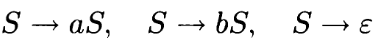 S → aS, S → bS, S → ε